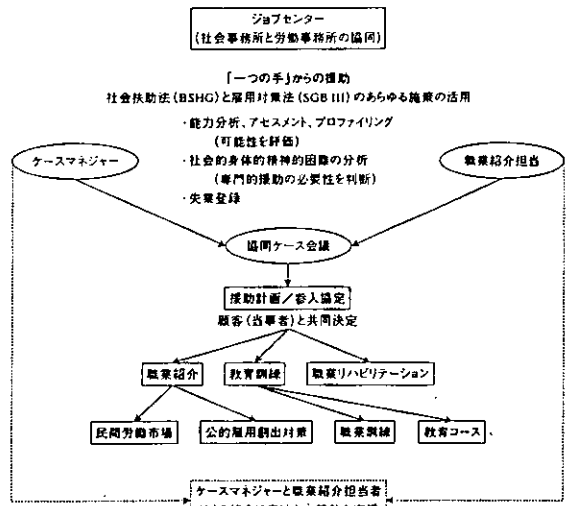 ジョブセンター
(社会事務所と労働事務所の協同)
「一つの手」からの援助
社会扶助法(BSHG)と雇用対策法(SGB III)のあらゆる施策の活用
・能力分析、アセスメント、プロファイリング
(可能性を評価)
ケースマネジャー
・社会的身体的精神的困難の分析
職業紹介担当
(専門的援助の必要性を判断)
・失業登録
協同ケース会議
援助計画/参入協定
顧客(当事者)と共同決定
職業紹介 教育訓練 職業リハビリテーション
民間労働市場 公的雇用創出対策 職業訓練 教育コース
ケースマネジャーと職業紹介担当者